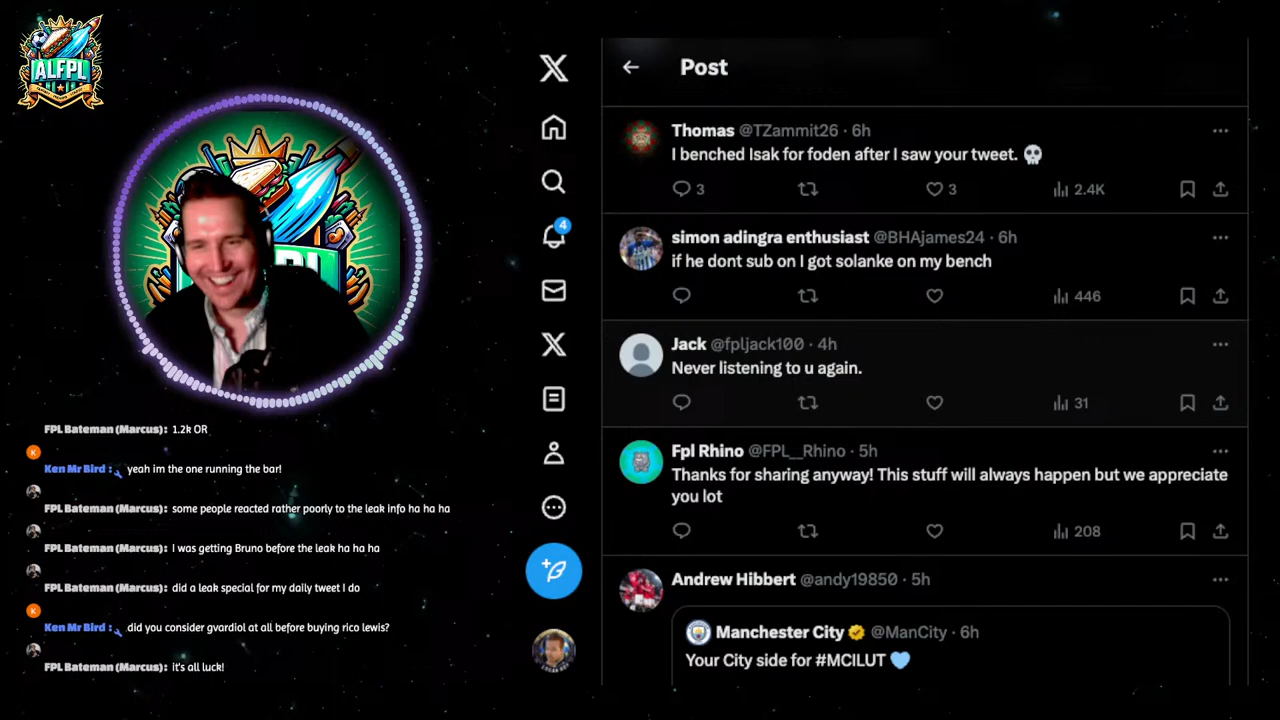 ALFPL
FPL Bateman (Marcus): 1.2k OR
K
Ken Mr Bird : yeah im the one running the bar!
FPL Bateman (Marcus): some people reacted rather poorly to the leak info ha ha ha
FPL Bateman (Marcus): I was getting Bruno before the leak ha ha ha
FPL Bateman (Marcus): did a leak special for my daily tweet I do
K
Ken Mr Bird : did you consider gvardiol at all before buying rico lewis?
FPL Bateman (Marcus): it's all luck!
4
Post
Thomas @TZammit26 · 6h
I benched Isak for foden after I saw your tweet. 💀
3 3 2.4K
simon adingra enthusiast @BHAjames24 · 6h
if he dont sub on I got solanke on my bench
446
Jack @fpljack100 · 4h
Never listening to u again.
31
Fpl Rhino @FPL__Rhino · 5h
Thanks for sharing anyway! This stuff will always happen but we appreciate
you lot
208
Andrew Hibbert @andy19850 · 5h
Manchester City @ManCity · 6h
Your City side for #MCILUT 🩵